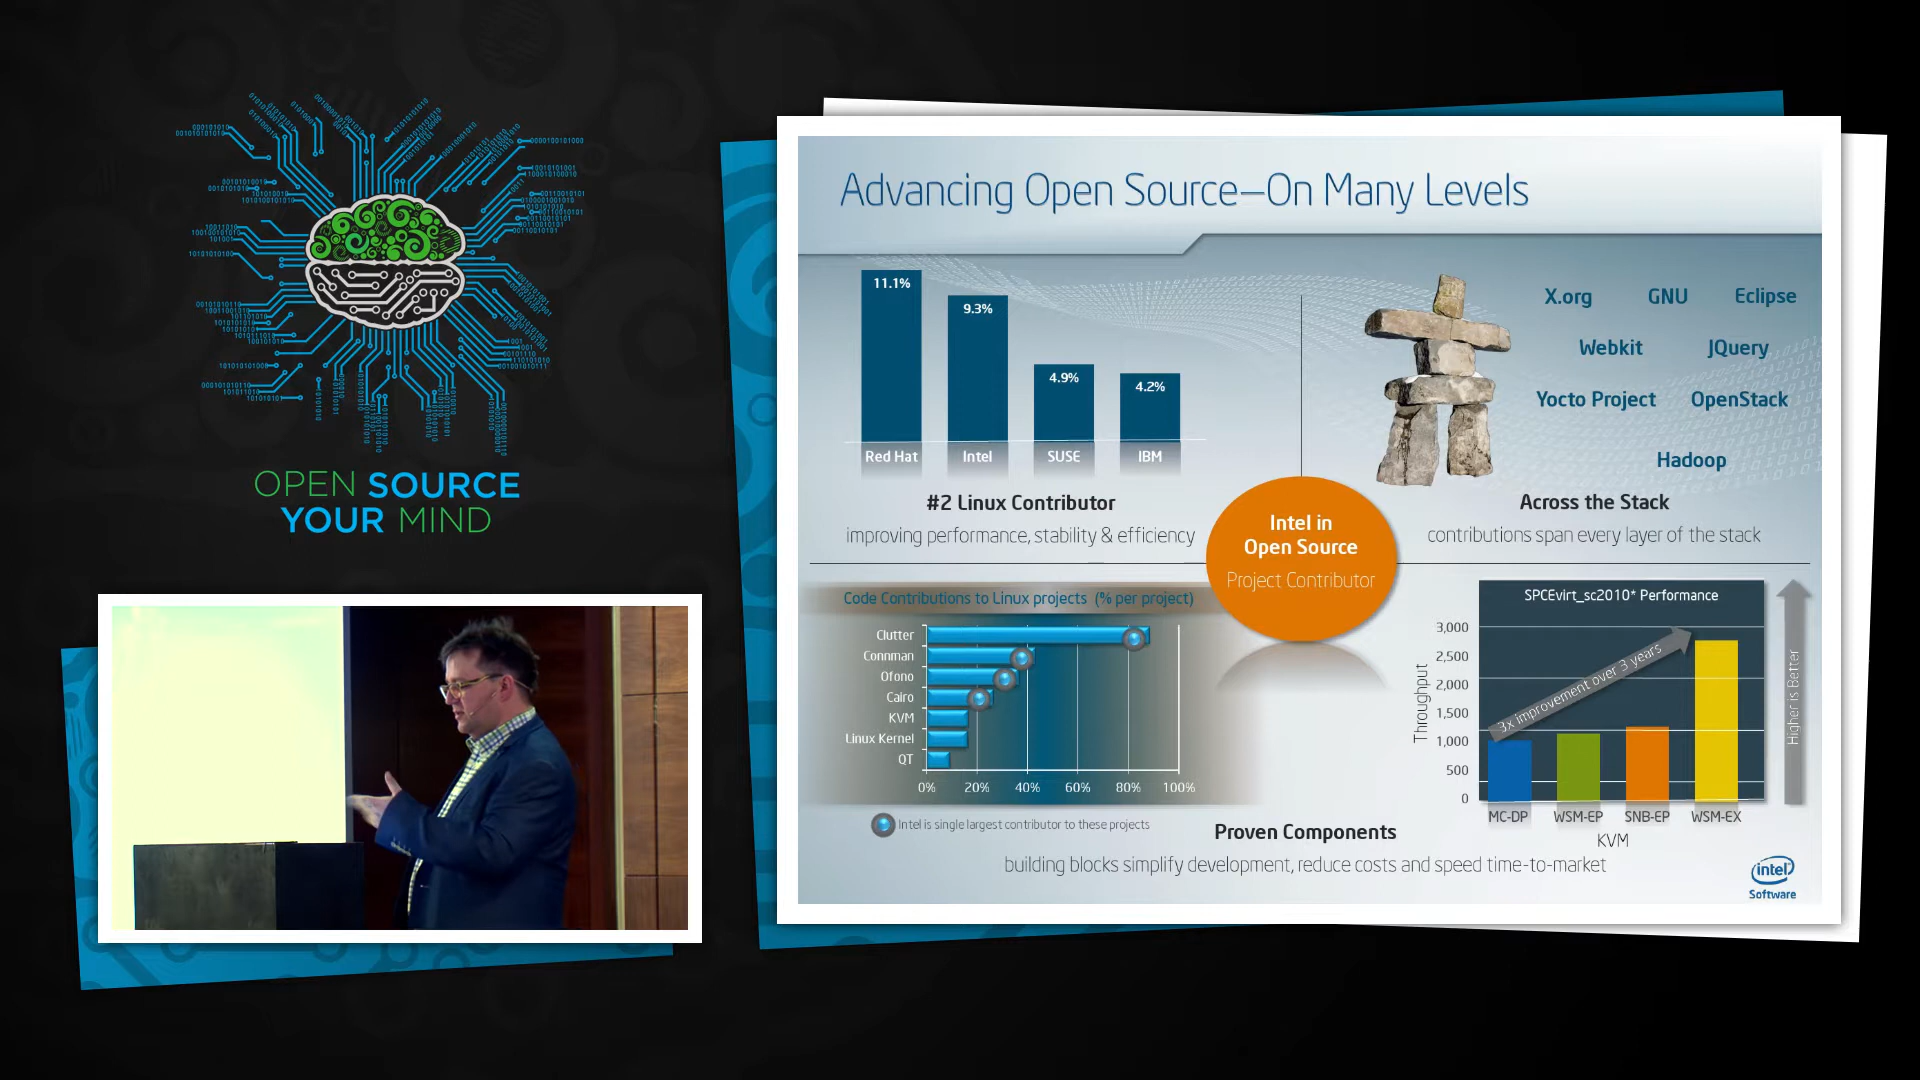 OPEN SOURCE
YOUR MIND
Advancing Open Source—On Many Levels
11.1%
9.3%
4.9%
4.2%
Red Hat
Intel
SUSE
IBM
#2 Linux Contributor
improving performance, stability & efficiency
X.org GNU Eclipse
Webkit JQuery
Yocto Project OpenStack
Hadoop
Across the Stack
contributions span every layer of the stack
Intel in
Open Source
Project Contributor
Code Contributions to Linux projects (% per project)
Clutter
Connman
Ofono
Cairo
KVM
Linux Kernel
QT
0% 20% 40% 60% 80% 100%
Intel is single largest contributor to these projects
SPCEvirt_sc2010* Performance
Throughput
3,000
2,500
2,000
1,500
1,000
500
0
3x improvement over 3 years
MC-DP WSM-EP SNB-EP WSM-EX
KVM
Higher is Better
Proven Components
building blocks simplify development, reduce costs and speed time-to-market
intel
Software